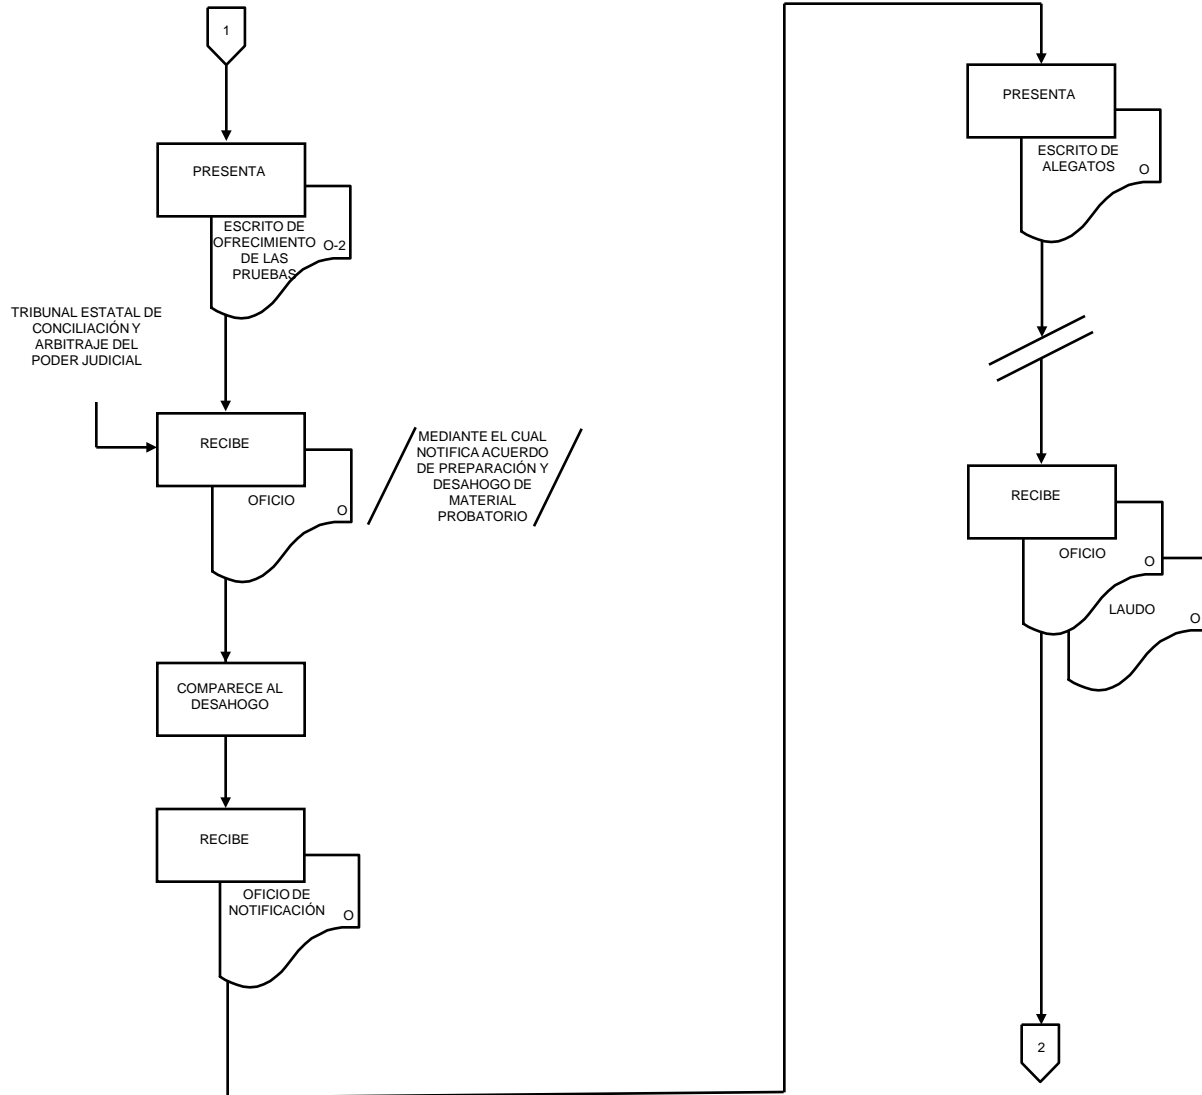 1
PRESENTA
ESCRITO DE
OFRECIMIENTO
DE LAS
PRUEBAS
O-2
TRIBUNAL ESTATAL DE
CONCILIACIÓN Y
ARBITRAJE DEL
PODER JUDICIAL
RECIBE
OFICIO
O
MEDIANTE EL CUAL
NOTIFICA ACUERDO
DE PREPARACIÓN Y
DESAHOGO DE
MATERIAL
PROBATORIO
COMPARECE AL
DESAHOGO
RECIBE
OFICIO DE
NOTIFICACIÓN
O
PRESENTA
ESCRITO DE
ALEGATOS
O
RECIBE
OFICIO
O
LAUDO
O
2